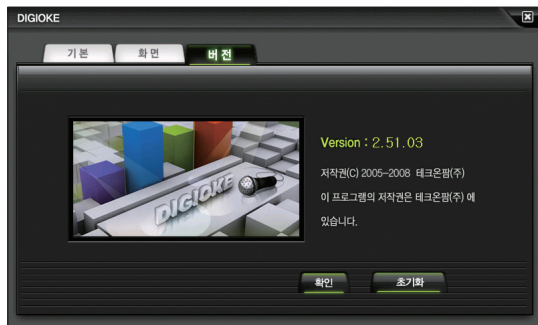 DIGIOKE
기본 화면 버전
DIGIOKE
Version : 2.51.03
저작권(C) 2005-2008 테크온팜(주)
이 프로그램의 저작권은 테크온팜(주) 에
있습니다.
확인 초기화